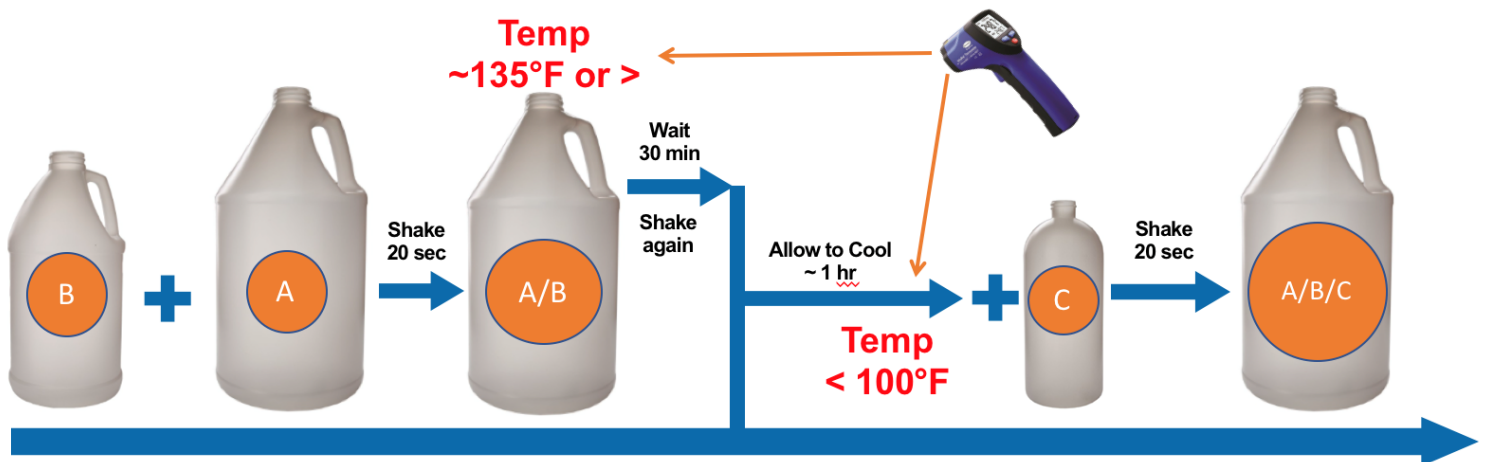 Temp
~135°F or >
Wait
30 min
Shake
again
B
A
Shake
20 sec
A/B
Allow to Cool
~ 1 hr
Temp
< 100°F
C
Shake
20 sec
A/B/C